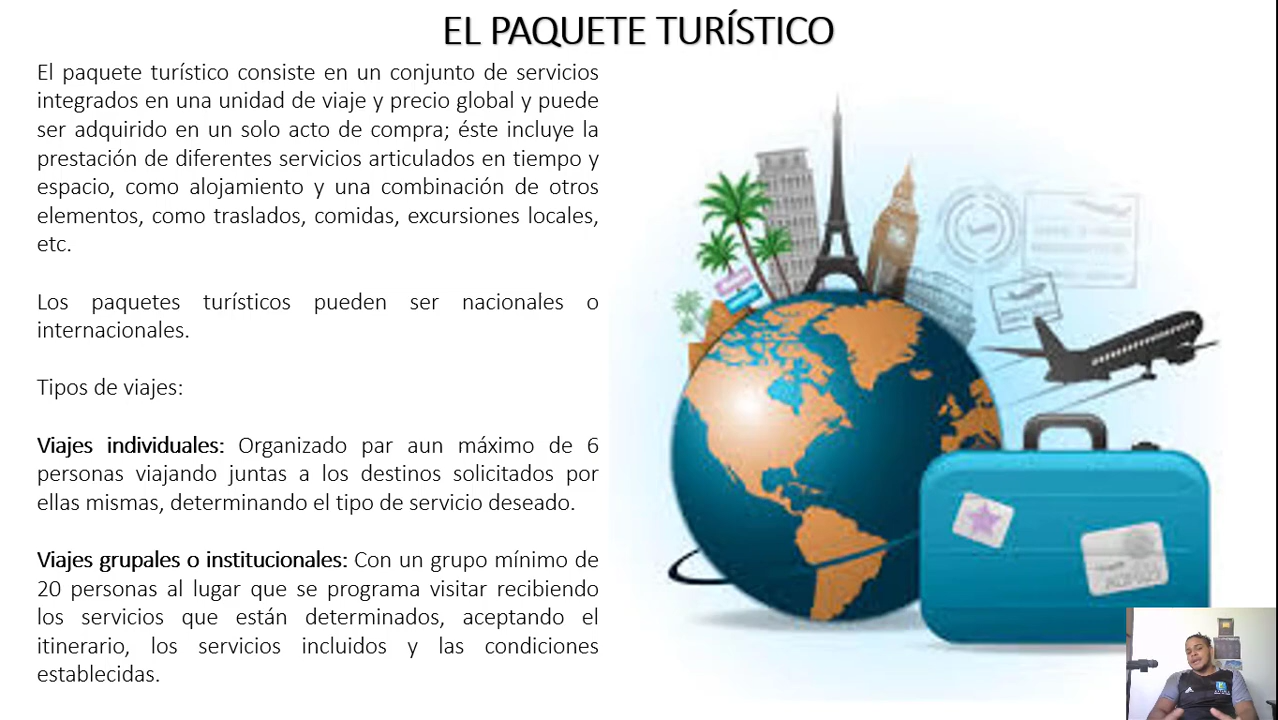 EL PAQUETE TURÍSTICO
El paquete turístico consiste en un conjunto de servicios
integrados en una unidad de viaje y precio global y puede
ser adquirido en un solo acto de compra; éste incluye la
prestación de diferentes servicios articulados en tiempo y
espacio, como alojamiento y una combinación de otros
elementos, como traslados, comidas, excursiones locales,
etc.
Los paquetes turísticos pueden ser nacionales o
internacionales.
Tipos de viajes:
Viajes individuales: Organizado par aun máximo de 6
personas viajando juntas a los destinos solicitados por
ellas mismas, determinando el tipo de servicio deseado.
Viajes grupales o institucionales: Con un grupo mínimo de
20 personas al lugar que se programa visitar recibiendo
los servicios que están determinados, aceptando el
itinerario, los servicios incluidos y las condiciones
establecidas.